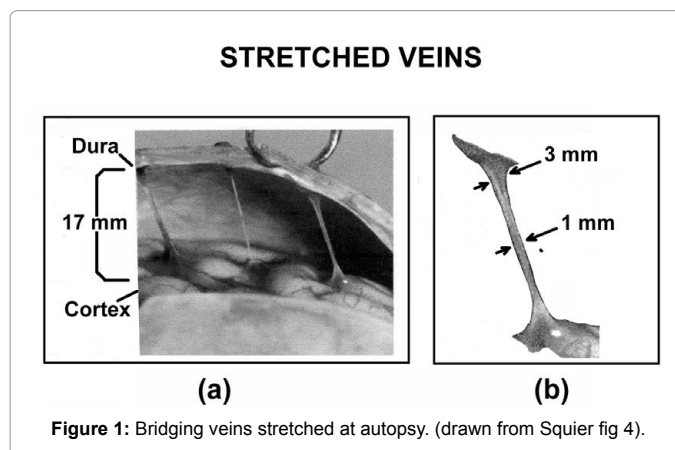 STRETCHED VEINS
Dura
17 mm
Cortex
3 mm
1 mm
(a)
(b)
Figure 1: Bridging veins stretched at autopsy. (drawn from Squier fig 4).